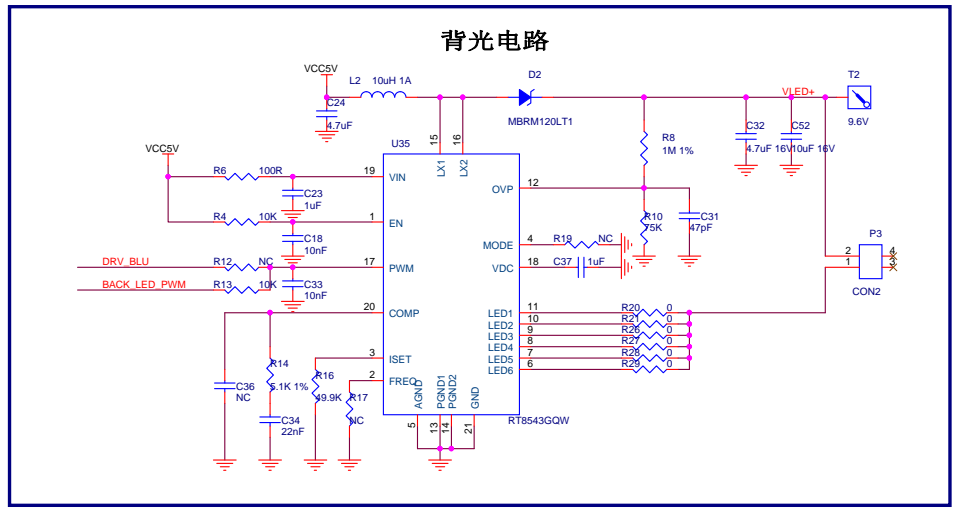 背光电路
VCC5V
L2 10uH 1A
D2
T2
C24
4.7uF
MBRM120LT1
VLED+
9.6V
C32
4.7uF 16V
C52
10uF 16V
R8
1M 1%
U35
15
16
LX1
LX2
VCC5V
R6 100R
19
VIN
C23
1uF
OVP
12
R10
75K
C31
47pF
R4 10K
1
EN
C18
10nF
MODE
4
R19 NC
P3
2
1
4
3
CON2
DRV_BLU
R12 NC
17
PWM
VDC
18
C37 1uF
BACK_LED_PWM
R13 10K
C33
10nF
20
COMP
LED1
11
R20 0
LED2
10
R21 0
LED3
9
R26 0
LED4
8
R27 0
LED5
7
R28 0
LED6
6
R29 0
3
ISET
R14
5.1K 1%
R16
49.9K
2
FREQ
R17
NC
C36
NC
C34
22nF
AGND
PGND1
PGND2
GND
5
13
14
21
RT8543GQW